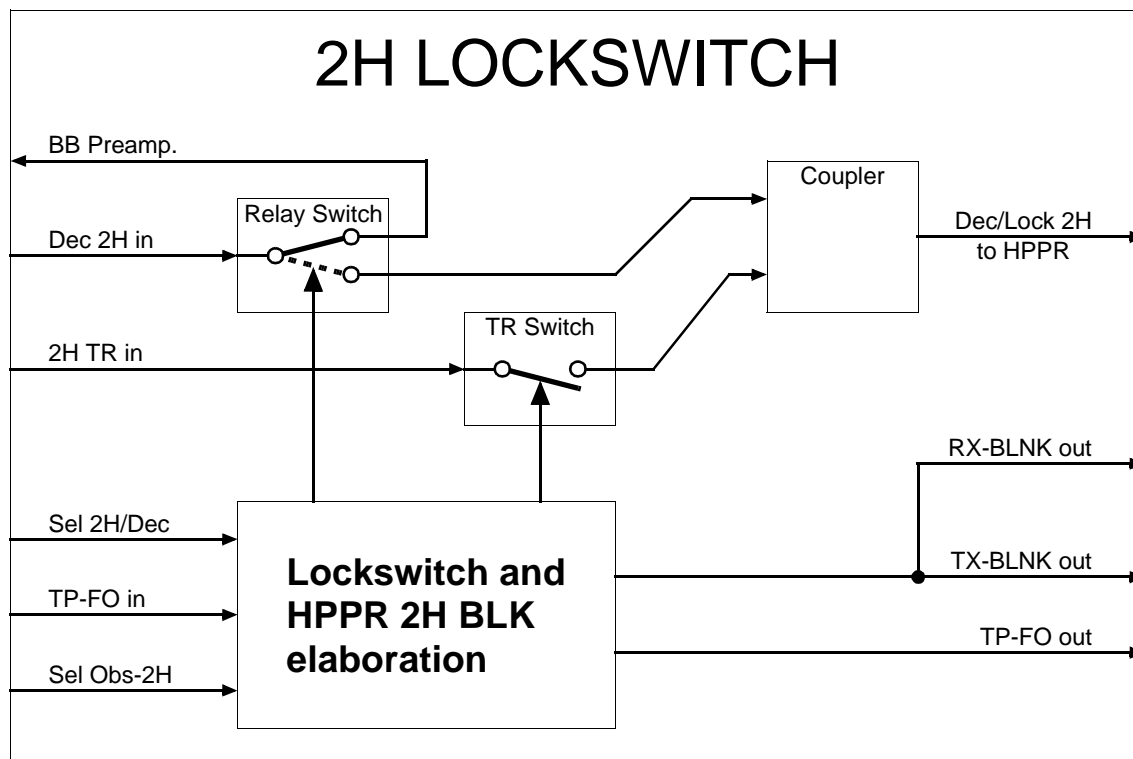 2H LOCKSWITCH
BB Preamp.
Relay Switch
Coupler
Dec 2H in
Dec/Lock 2H
to HPPR
TR Switch
2H TR in
RX-BLNK out
Sel 2H/Dec
Lockswitch and
HPPR 2H BLK
elaboration
TX-BLNK out
TP-FO in
TP-FO out
Sel Obs-2H